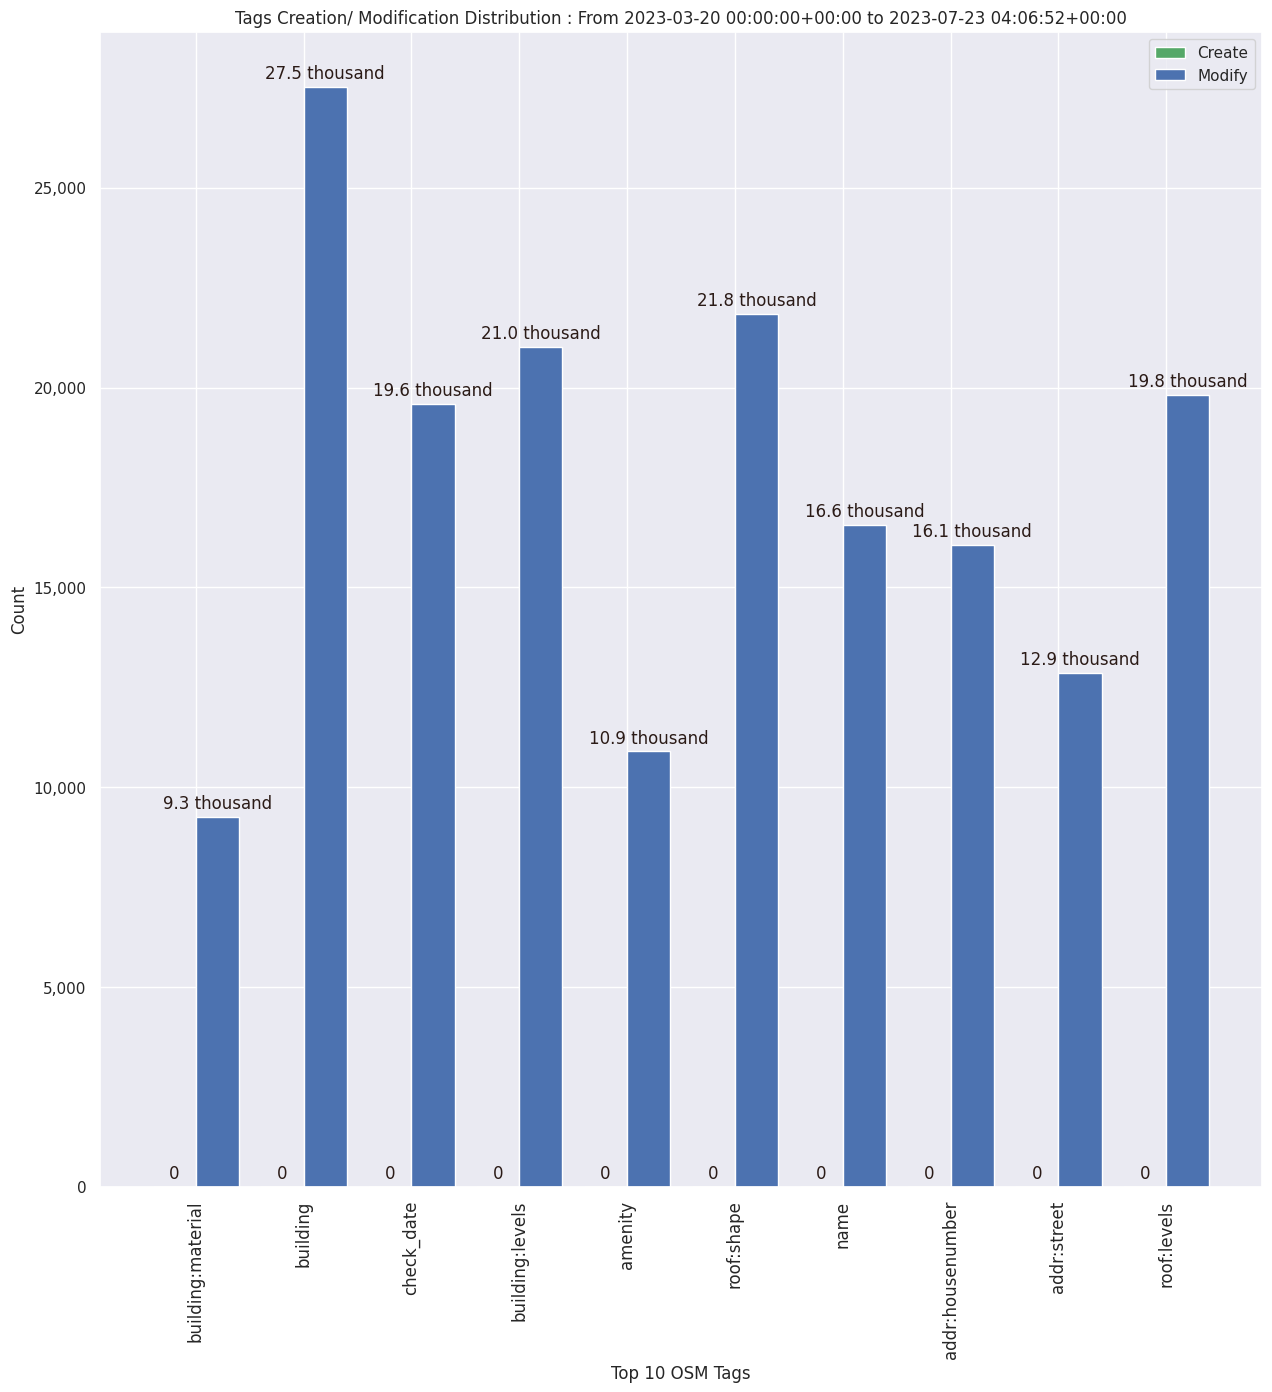 Tags Creation/ Modification Distribution : From 2023-03-20 00:00:00+00:00 to 2023-07-23 04:06:52+00:00
Create
Modify
27.5 thousand
21.8 thousand
21.0 thousand
19.6 thousand
19.8 thousand
16.6 thousand
16.1 thousand
12.9 thousand
10.9 thousand
9.3 thousand
0 0 0 0 0 0 0 0 0 0
25,000
20,000
15,000
10,000
5,000
0
Count
building:material
building
check_date
building:levels
amenity
roof:shape
name
addr:housenumber
addr:street
roof:levels
Top 10 OSM Tags